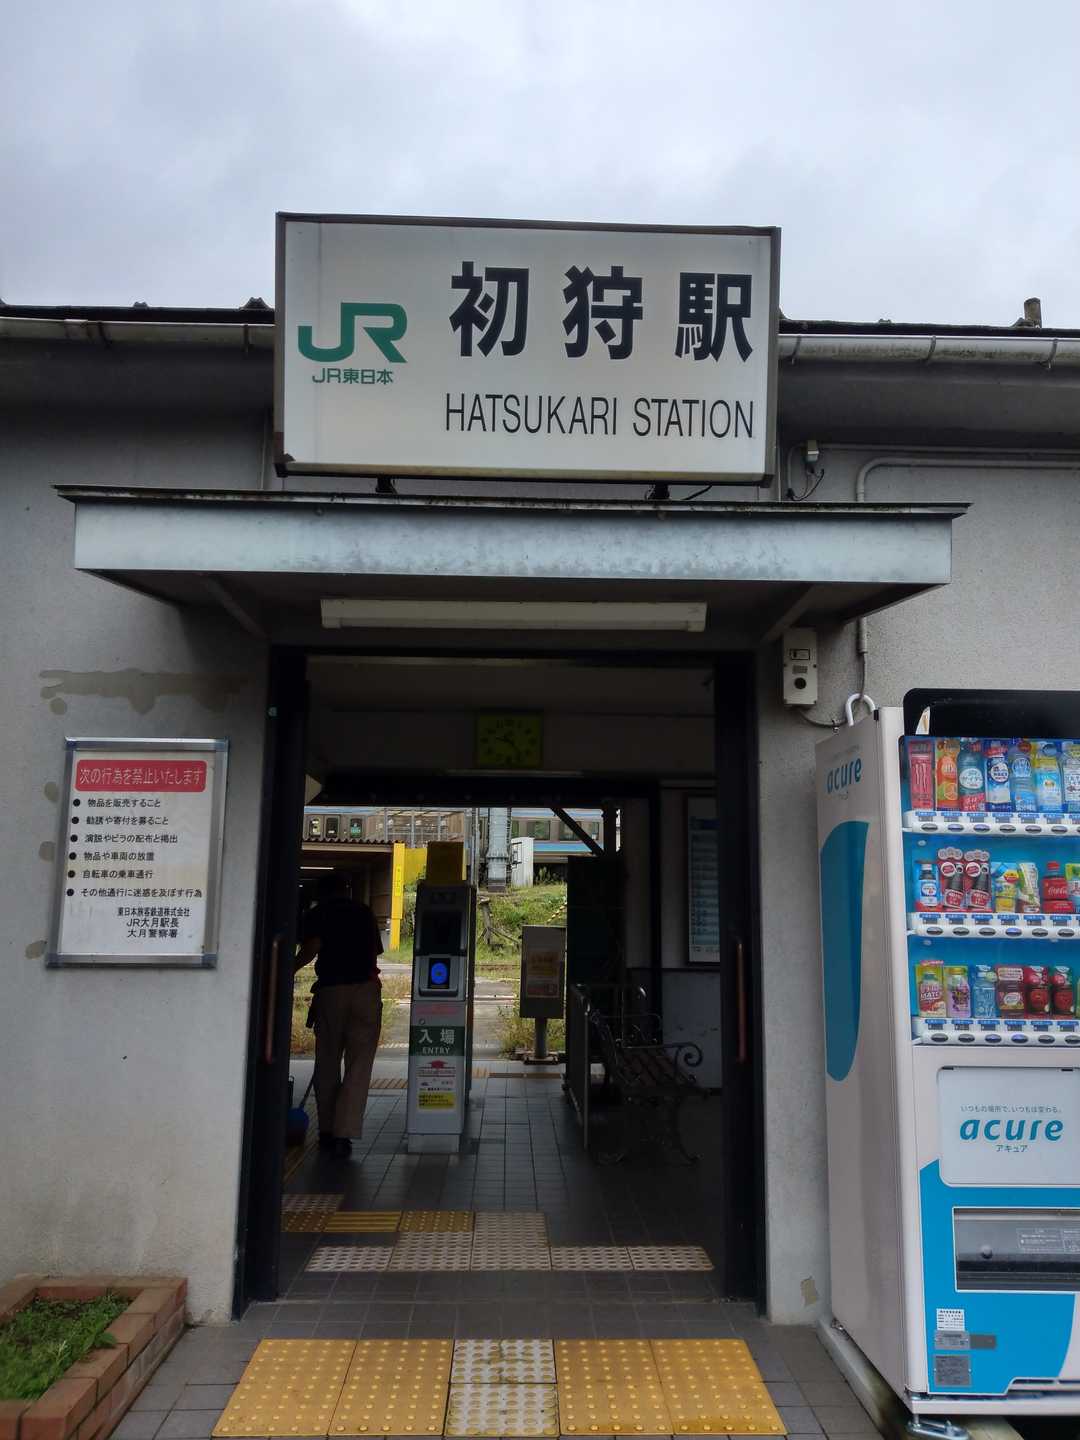 JR
JR東日本
初狩駅
HATSUKARI STATION
次の行為を禁止いたします
● 物品を販売すること
● 勧誘や寄付を募ること
● 演説やビラの配布と掲出
● 物品や車両の放置
● 自転車の乗車通行
● その他通行に迷惑を及ぼす行為
東日本旅客鉄道株式会社
JR大月駅長
大月警察署
入場
ENTRY
acure
いつもの場所で、いつもは変わる。
acure
アキュア